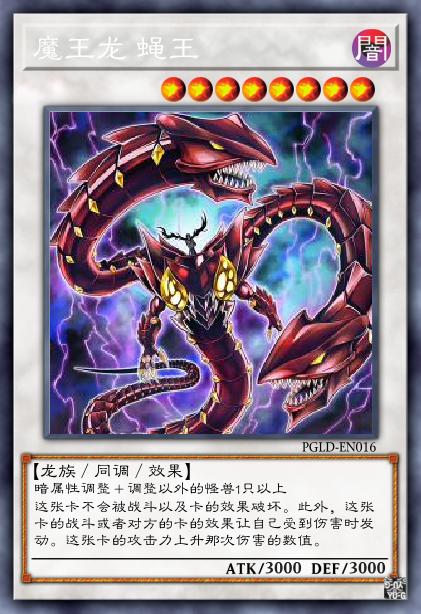 魔王龙 蝇王
闇
PGLD-EN016
【龙族／同调／效果】
暗属性调整＋调整以外的怪兽1只以上
这张卡不会被战斗以及卡的效果破坏。此外，这张
卡的战斗或者对方的卡的效果让自己受到伤害时发
动。这张卡的攻击力上升那次伤害的数值。
ATK/3000 DEF/3000